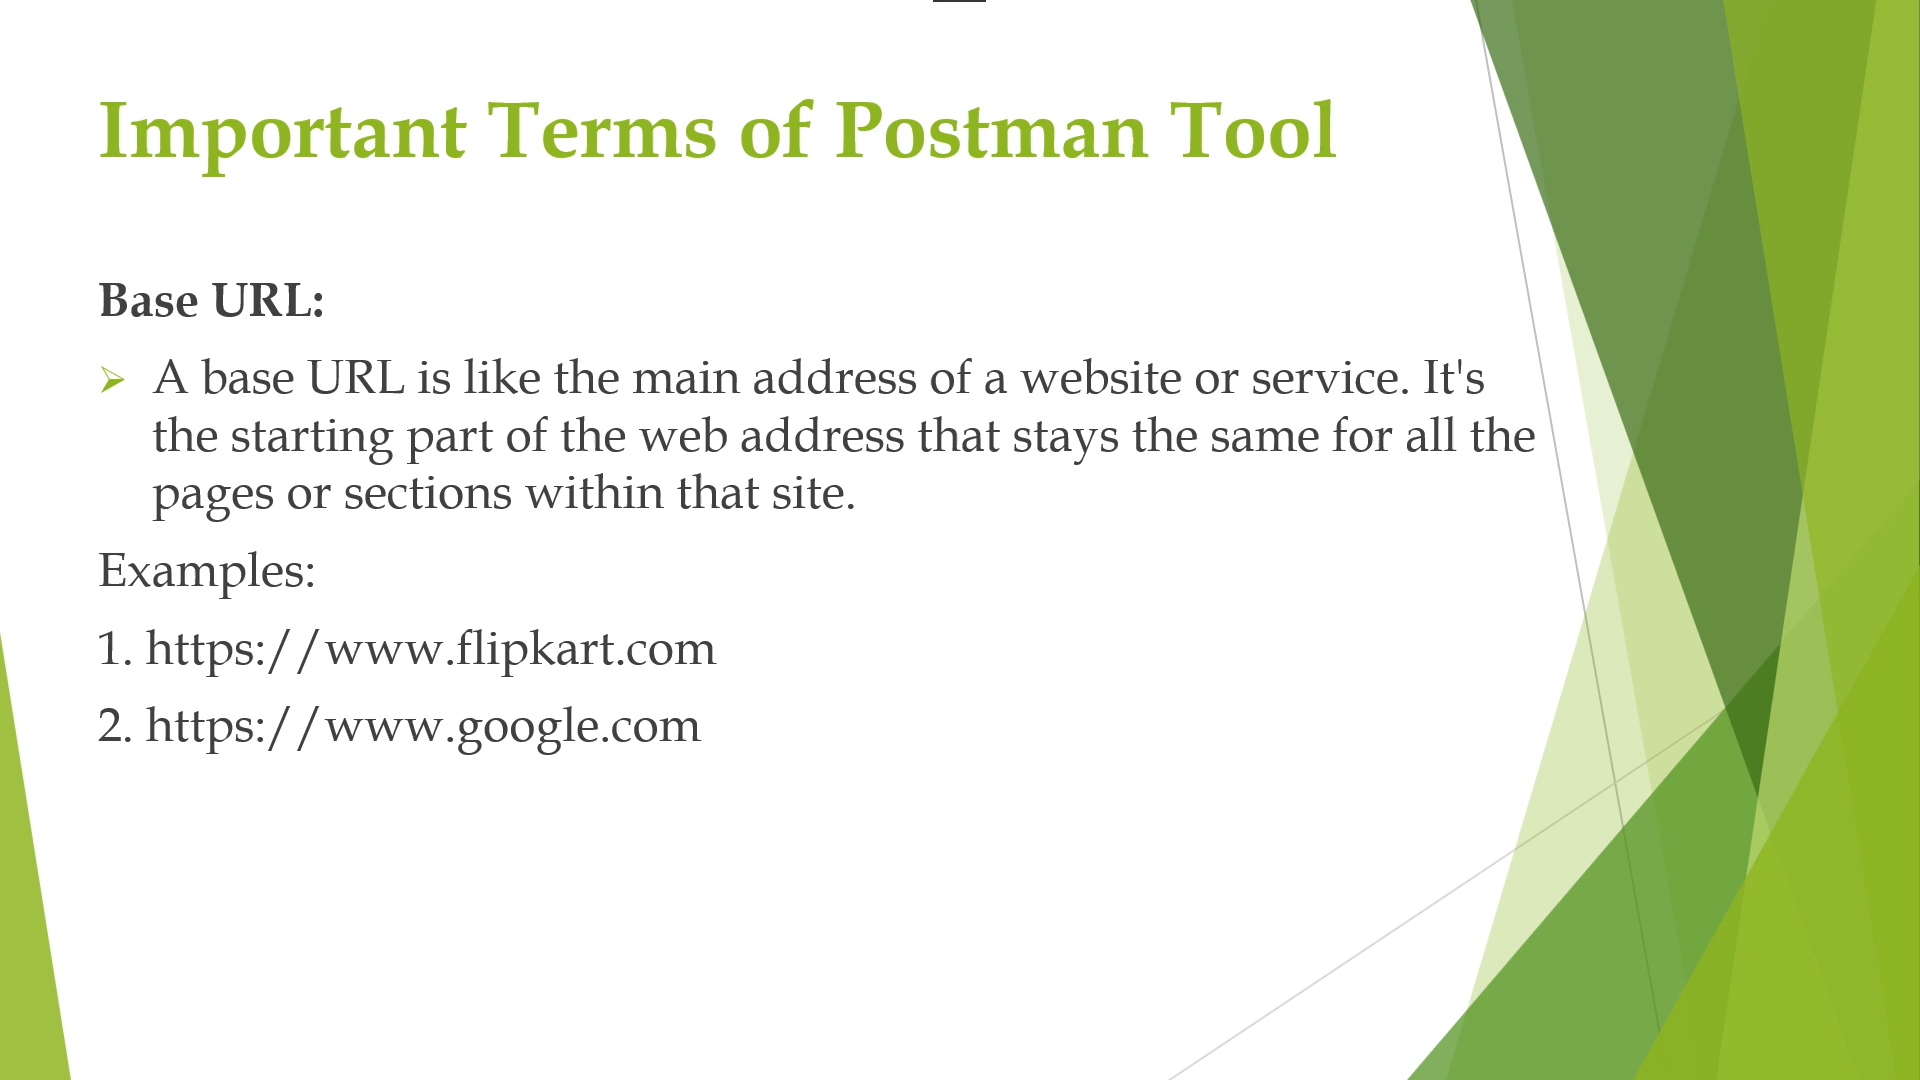 Important Terms of Postman Tool
Base URL:
A base URL is like the main address of a website or service. It's
the starting part of the web address that stays the same for all the
pages or sections within that site.
Examples:
1. https://www.flipkart.com
2. https://www.google.com